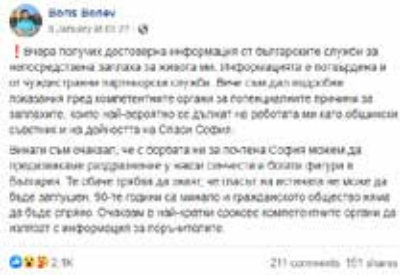 Boris Bonev
❗Вчера получих достоверна информация от българските служби за
непосредствена заплаха за живота ми. Информацията е потвърдена и
от чуждестранни партньорски служби. Вече съм дал подробни
показания пред компетентните органи за потенциалните причини за
заплахите, които най-вероятно се дължат на работата ми като общински
съветник и на дейността на Спаси София.
Винаги съм очаквал, че с борбата ни за почтена София можем да
предизвикаме раздразнение у някои сенчести и богати фигури в
България. Те обаче трябва да знаят, че гласът на истината не може да
бъде заглушен. 90-те години са минало и гражданското общество няма
да бъде спряно. Очаквам в най-кратки срокове компетентните органи да
излязат с информация за поръчителите.
2.1K 211 comments 151 shares